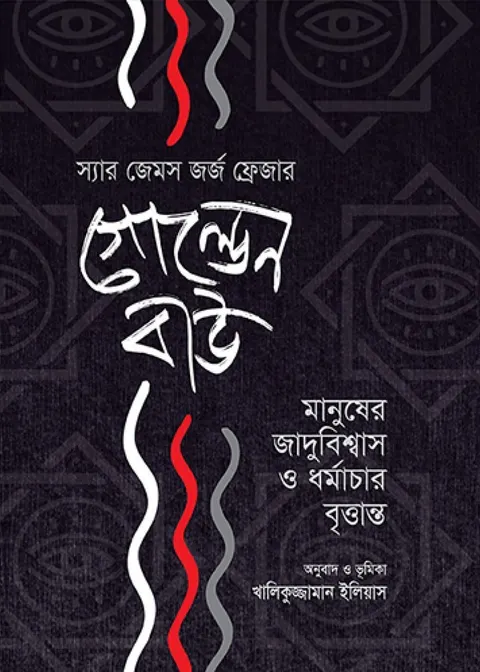 স্যার জেমস জর্জ ফ্রেজার
গোল্ডেন
বাউ
মানুষের
জাদুবিশ্বাস
ও ধর্মাচার
বৃত্তান্ত
অনুবাদ ও ভূমিকা
খালিকুজ্জামান ইলিয়াস